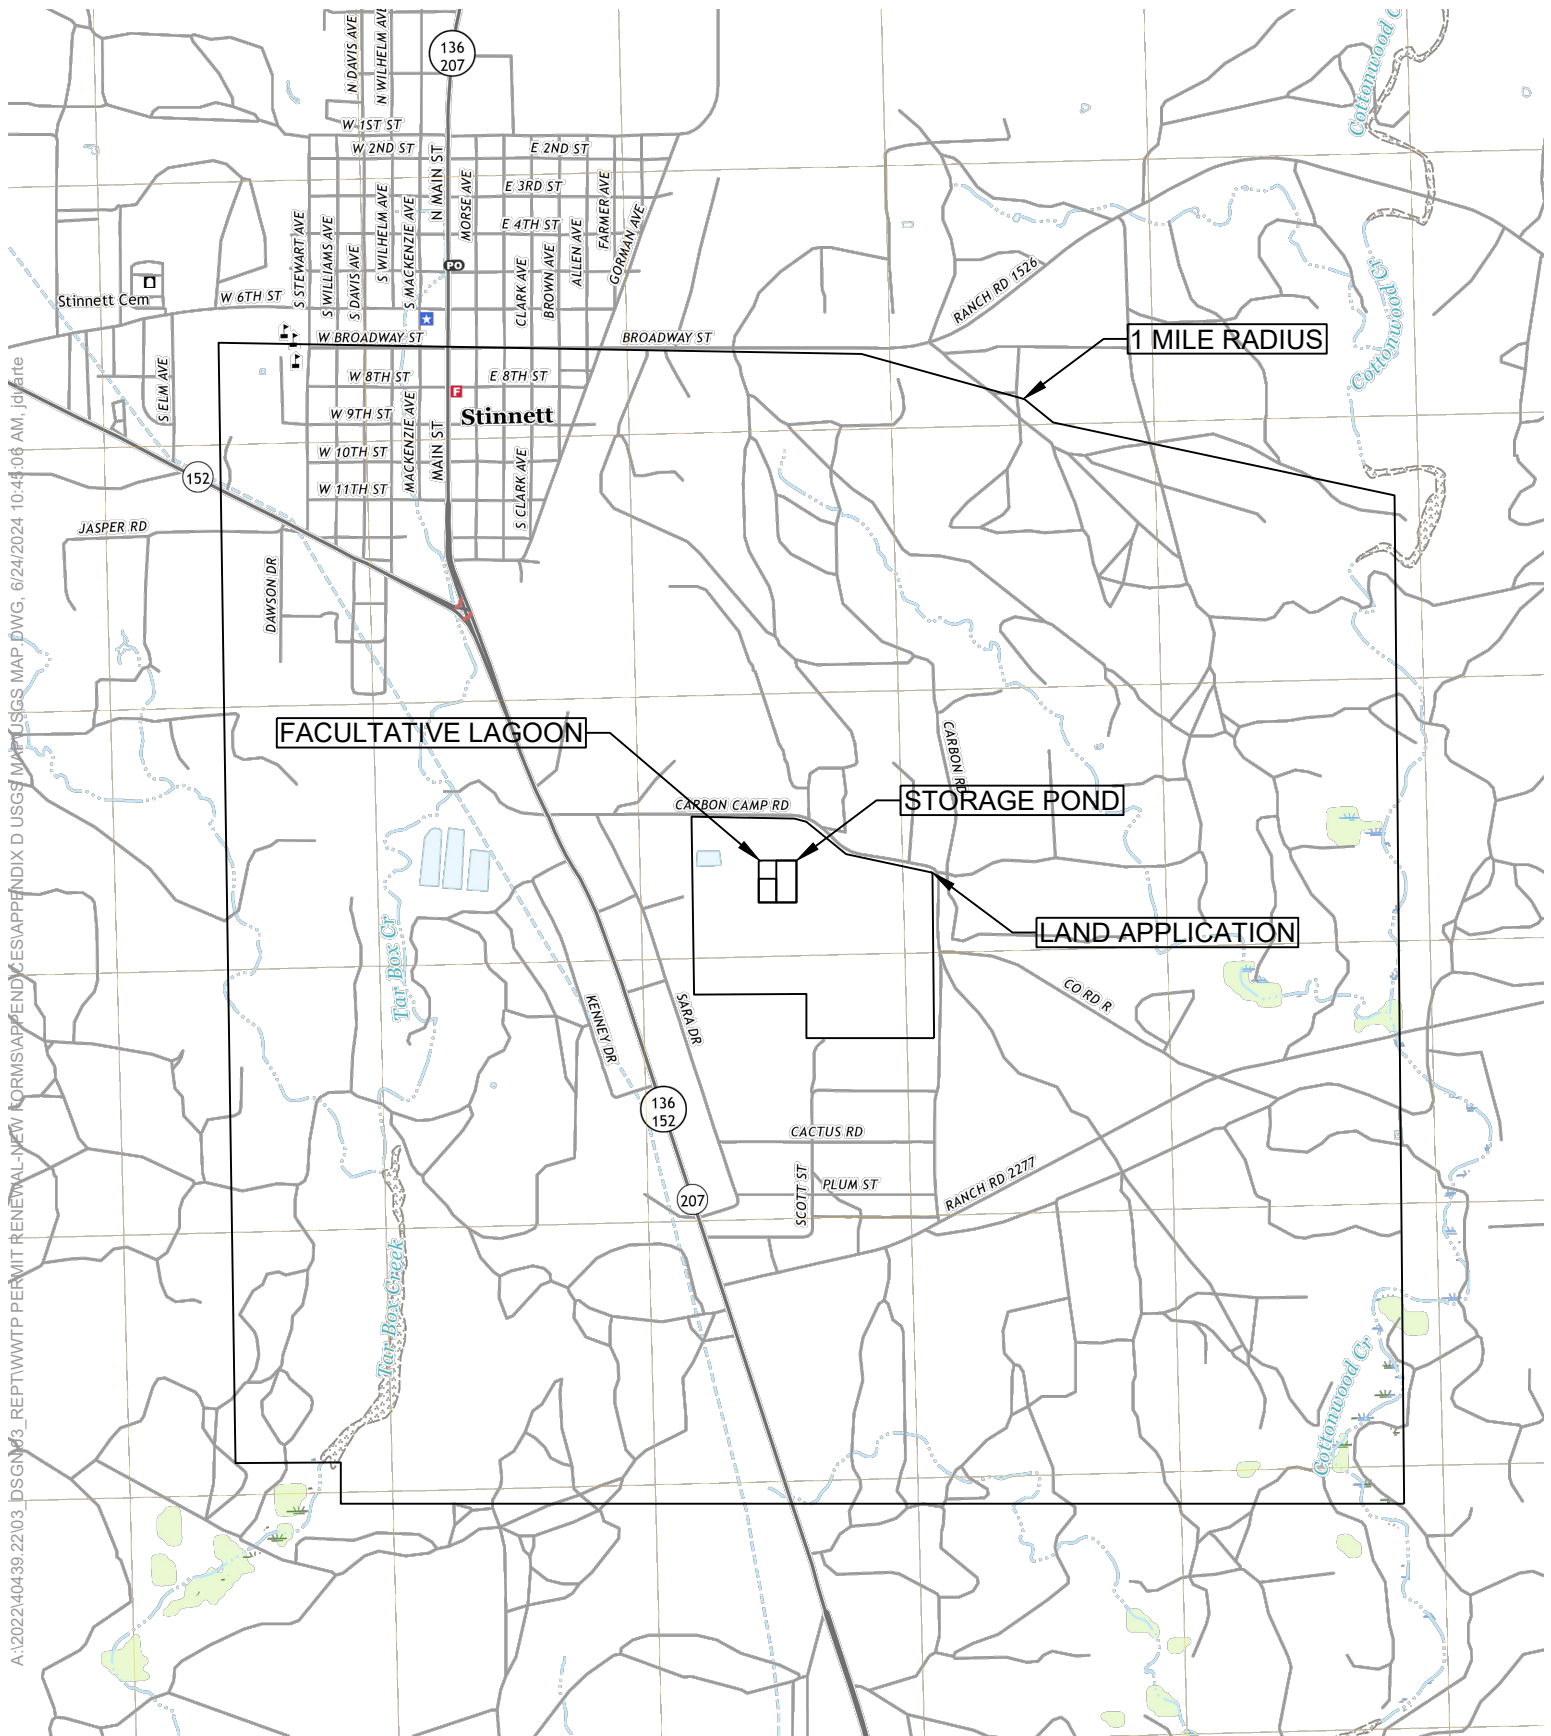 136
207
N DAVIS AVE
N WILHELM AVE
Cottonwood C
W 1ST ST
W 2ND ST
E 2ND ST
N MAIN ST
MORSE AVE
E 3RD ST
FARMER AVE
E 4TH ST
S STEWART AVE
S WILLIAMS AVE
S DAVIS AVE
S WILHELM AVE
S MACKENZIE AVE
CLARK AVE
BROWN AVE
ALLEN AVE
GORMAN AVE
PO
Stinnett Cem
W 6TH ST
RANCH RD 1526
Cottonwood Cr
W BROADWAY ST
BROADWAY ST
1 MILE RADIUS
S ELM AVE
W 8TH ST
E 8TH ST
F
Stinnett
W 9TH ST
MACKENZIE AVE
MAIN ST
W 10TH ST
152
W 11TH ST
S CLARK AVE
JASPER RD
DAWSON DR
FACULTATIVE LAGOON
CARBON RD
STORAGE POND
CARBON CAMP RD
Tar Box Cr
LAND APPLICATION
CO RD R
KENNEY DR
SARA DR
136
152
CACTUS RD
PLUM ST
SCOTT ST
RANCH RD 2277
207
Tar Box Creek
Cottonwood Cr